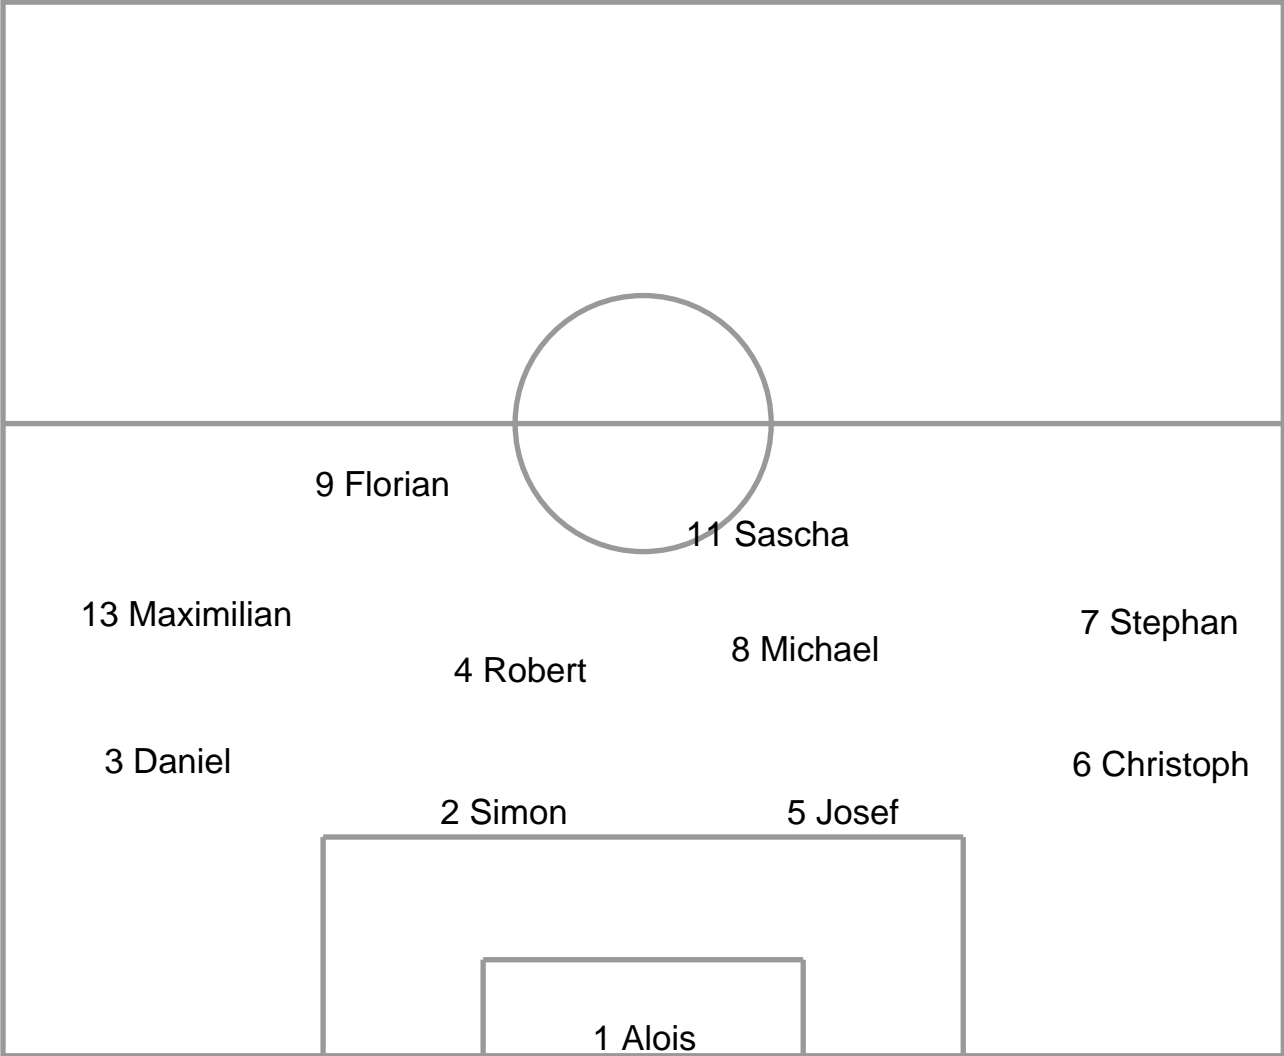 9 Florian
11 Sascha
13 Maximilian
7 Stephan
8 Michael
4 Robert
3 Daniel
6 Christoph
2 Simon
5 Josef
1 Alois